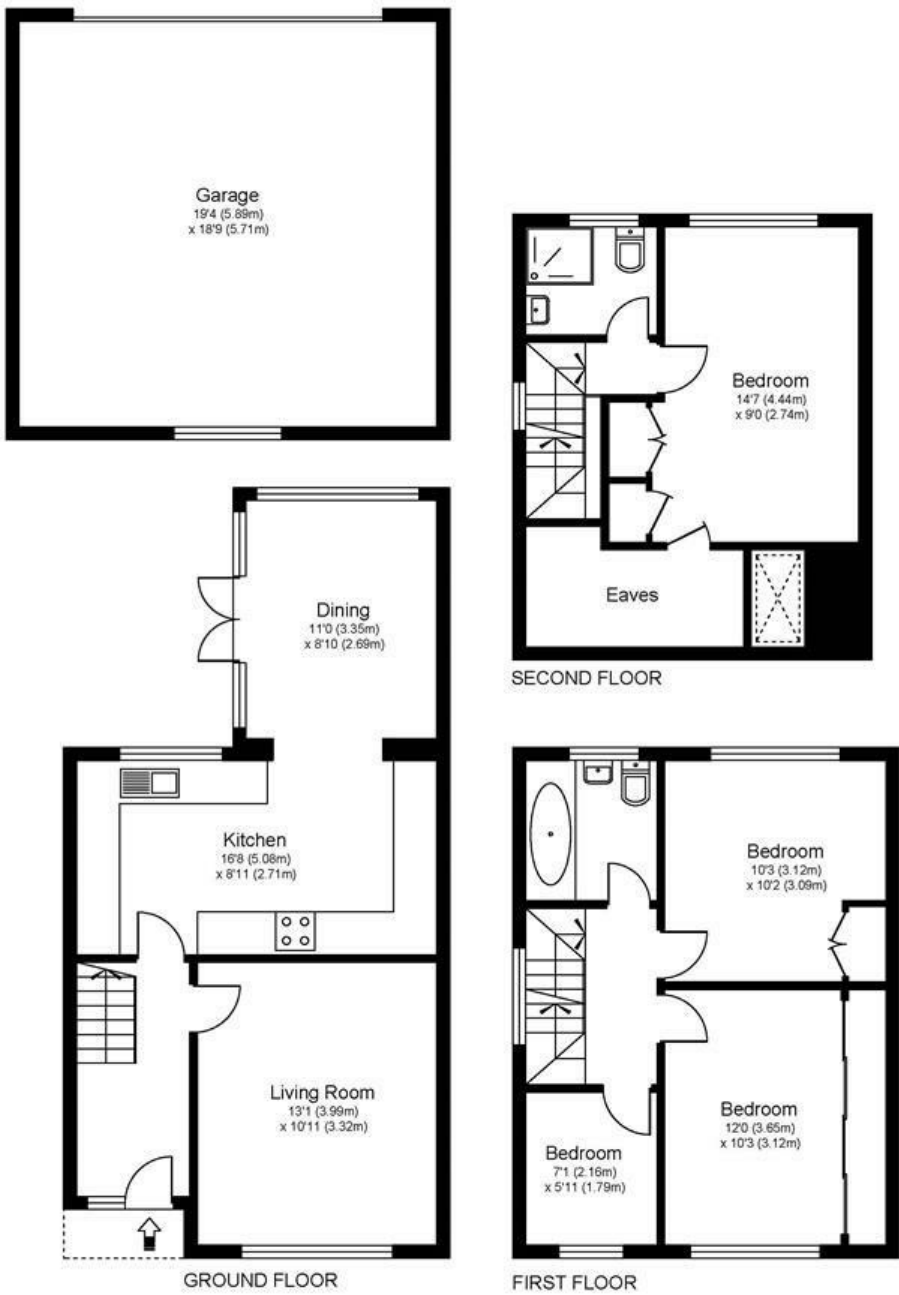 Garage
19'4 (5.89m)
x 18'9 (5.71m)
Dining
11'0 (3.35m)
x 8'10 (2.69m)
Kitchen
16'8 (5.08m)
x 8'11 (2.71m)
Living Room
13'1 (3.99m)
x 10'11 (3.32m)
GROUND FLOOR
Bedroom
14'7 (4.44m)
x 9'0 (2.74m)
Eaves
SECOND FLOOR
Bedroom
10'3 (3.12m)
x 10'2 (3.09m)
Bedroom
12'0 (3.65m)
x 10'3 (3.12m)
Bedroom
7'1 (2.16m)
x 5'11 (1.79m)
FIRST FLOOR